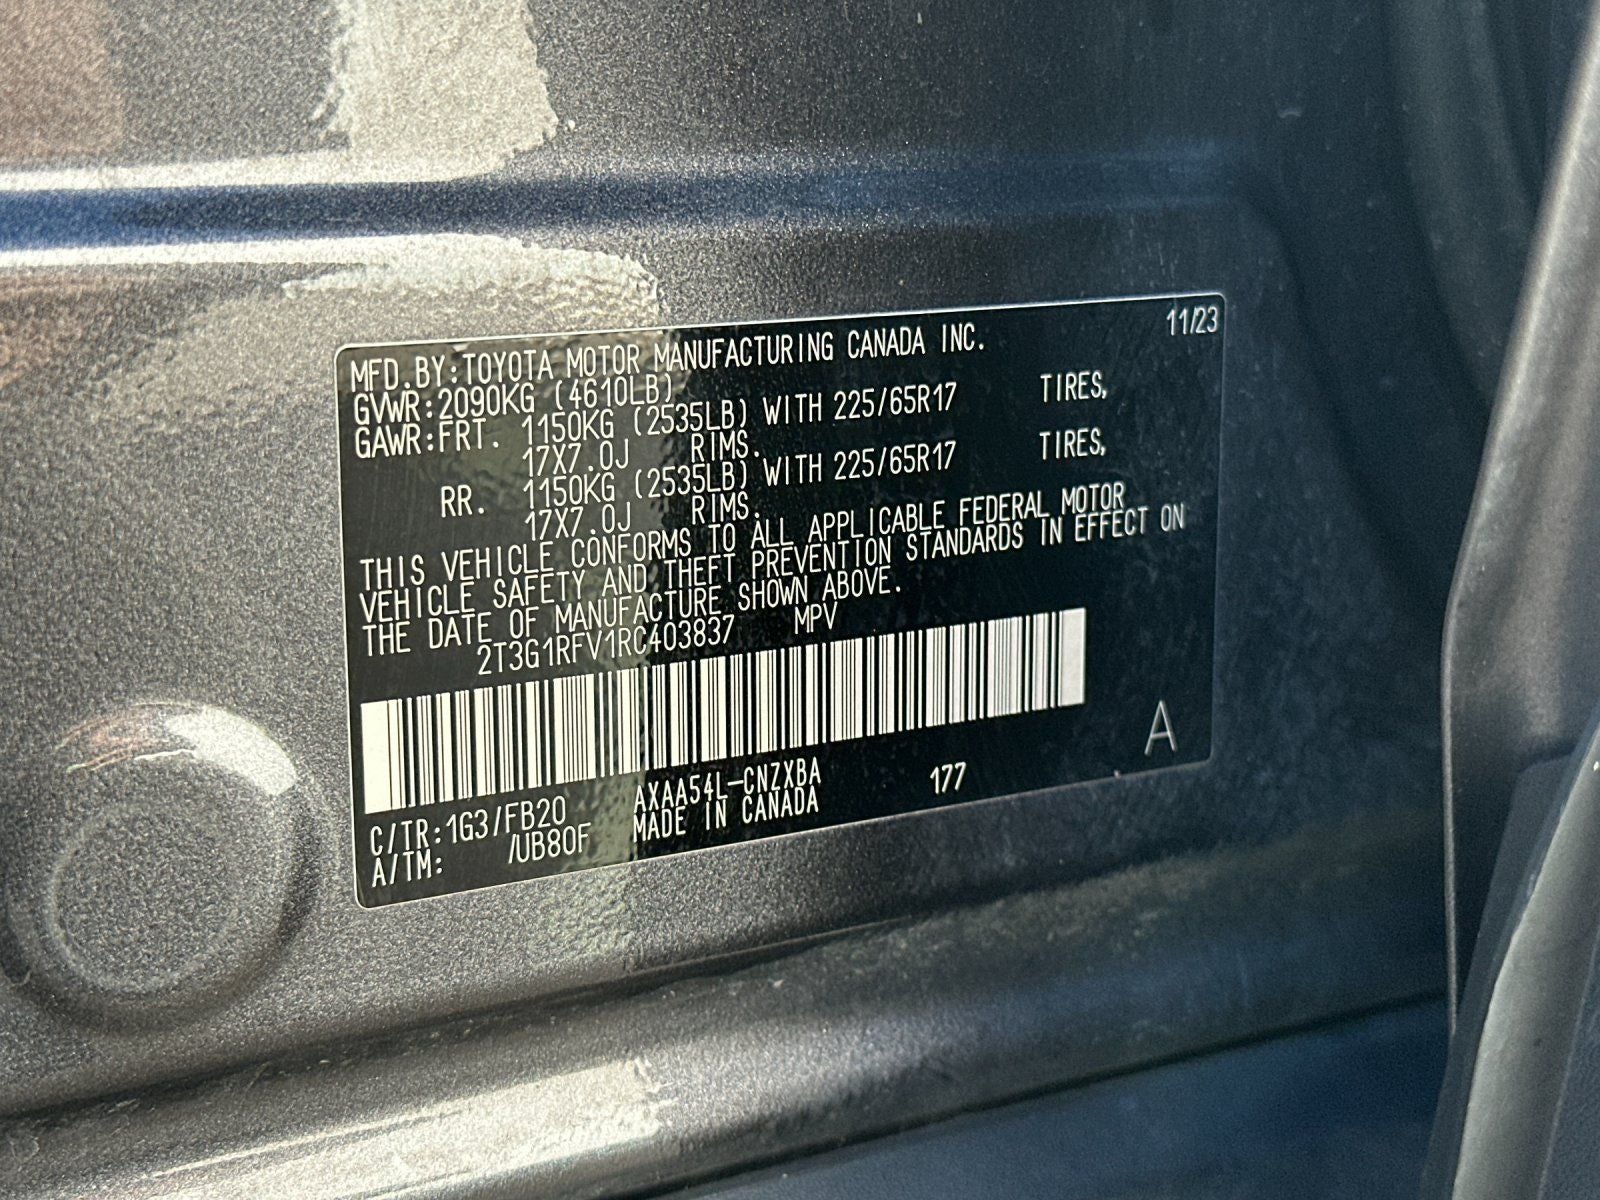 11/23
MFD.BY:TOYOTA MOTOR MANUFACTURING CANADA INC.
GVWR:2090KG (4610LB)
GAWR:FRT. 1150KG (2535LB) WITH 225/65R17 TIRES,
17X7.0J RIMS.
RR. 1150KG (2535LB) WITH 225/65R17 TIRES,
17X7.0J RIMS.
THIS VEHICLE CONFORMS TO ALL APPLICABLE FEDERAL MOTOR
VEHICLE SAFETY AND THEFT PREVENTION STANDARDS IN EFFECT ON
THE DATE OF MANUFACTURE SHOWN ABOVE.
2T3G1RFV1RC403837 MPV
A
C/TR:1G3/FB20 AXAA54L-CNZXBA 177
A/TM: /UB80F MADE IN CANADA